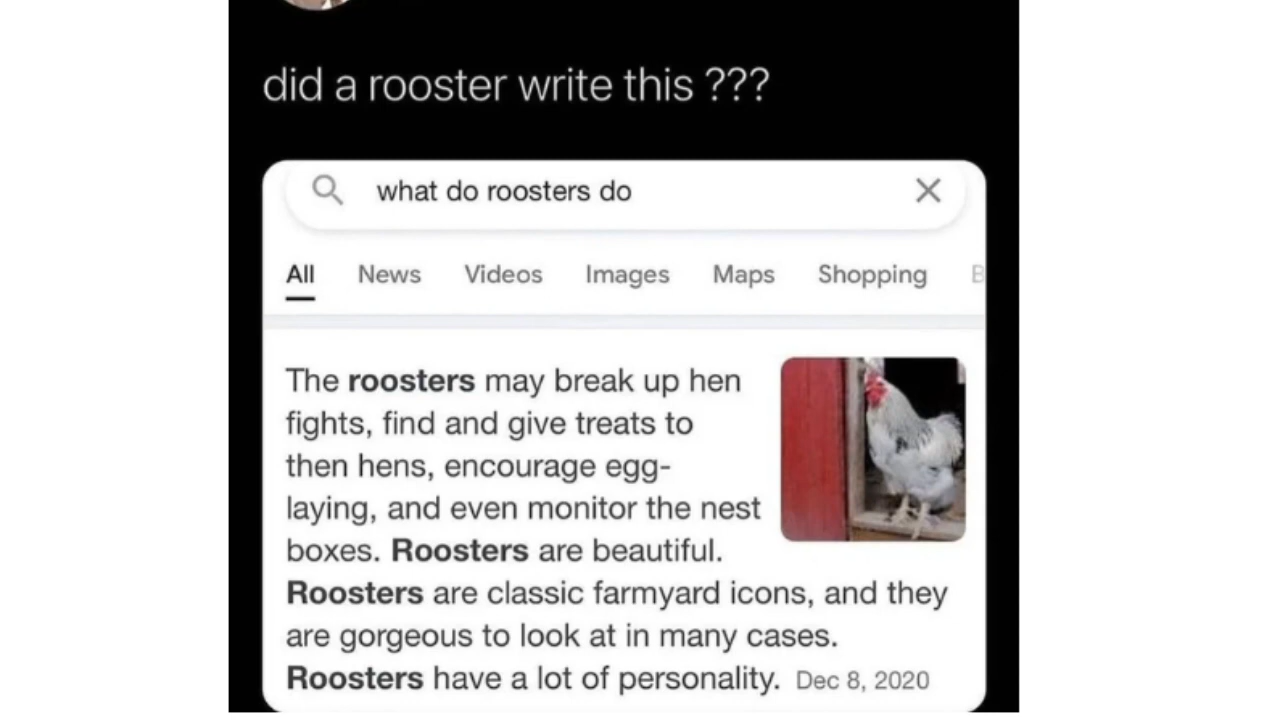 did a rooster write this ???
what do roosters do
All News Videos Images Maps Shopping B
The roosters may break up hen
fights, find and give treats to
then hens, encourage egg-
laying, and even monitor the nest
boxes. Roosters are beautiful.
Roosters are classic farmyard icons, and they
are gorgeous to look at in many cases.
Roosters have a lot of personality. Dec 8, 2020